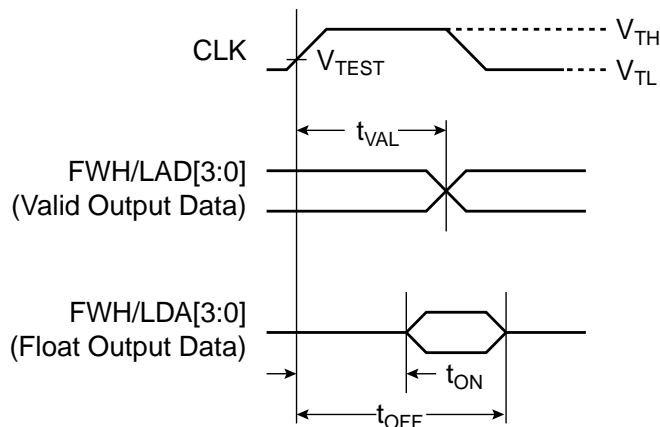 CLK
V_TEST
V_TH
V_TL
t_VAL
FWH/LAD[3:0]
(Valid Output Data)
FWH/LDA[3:0]
(Float Output Data)
t_ON
t_OFF